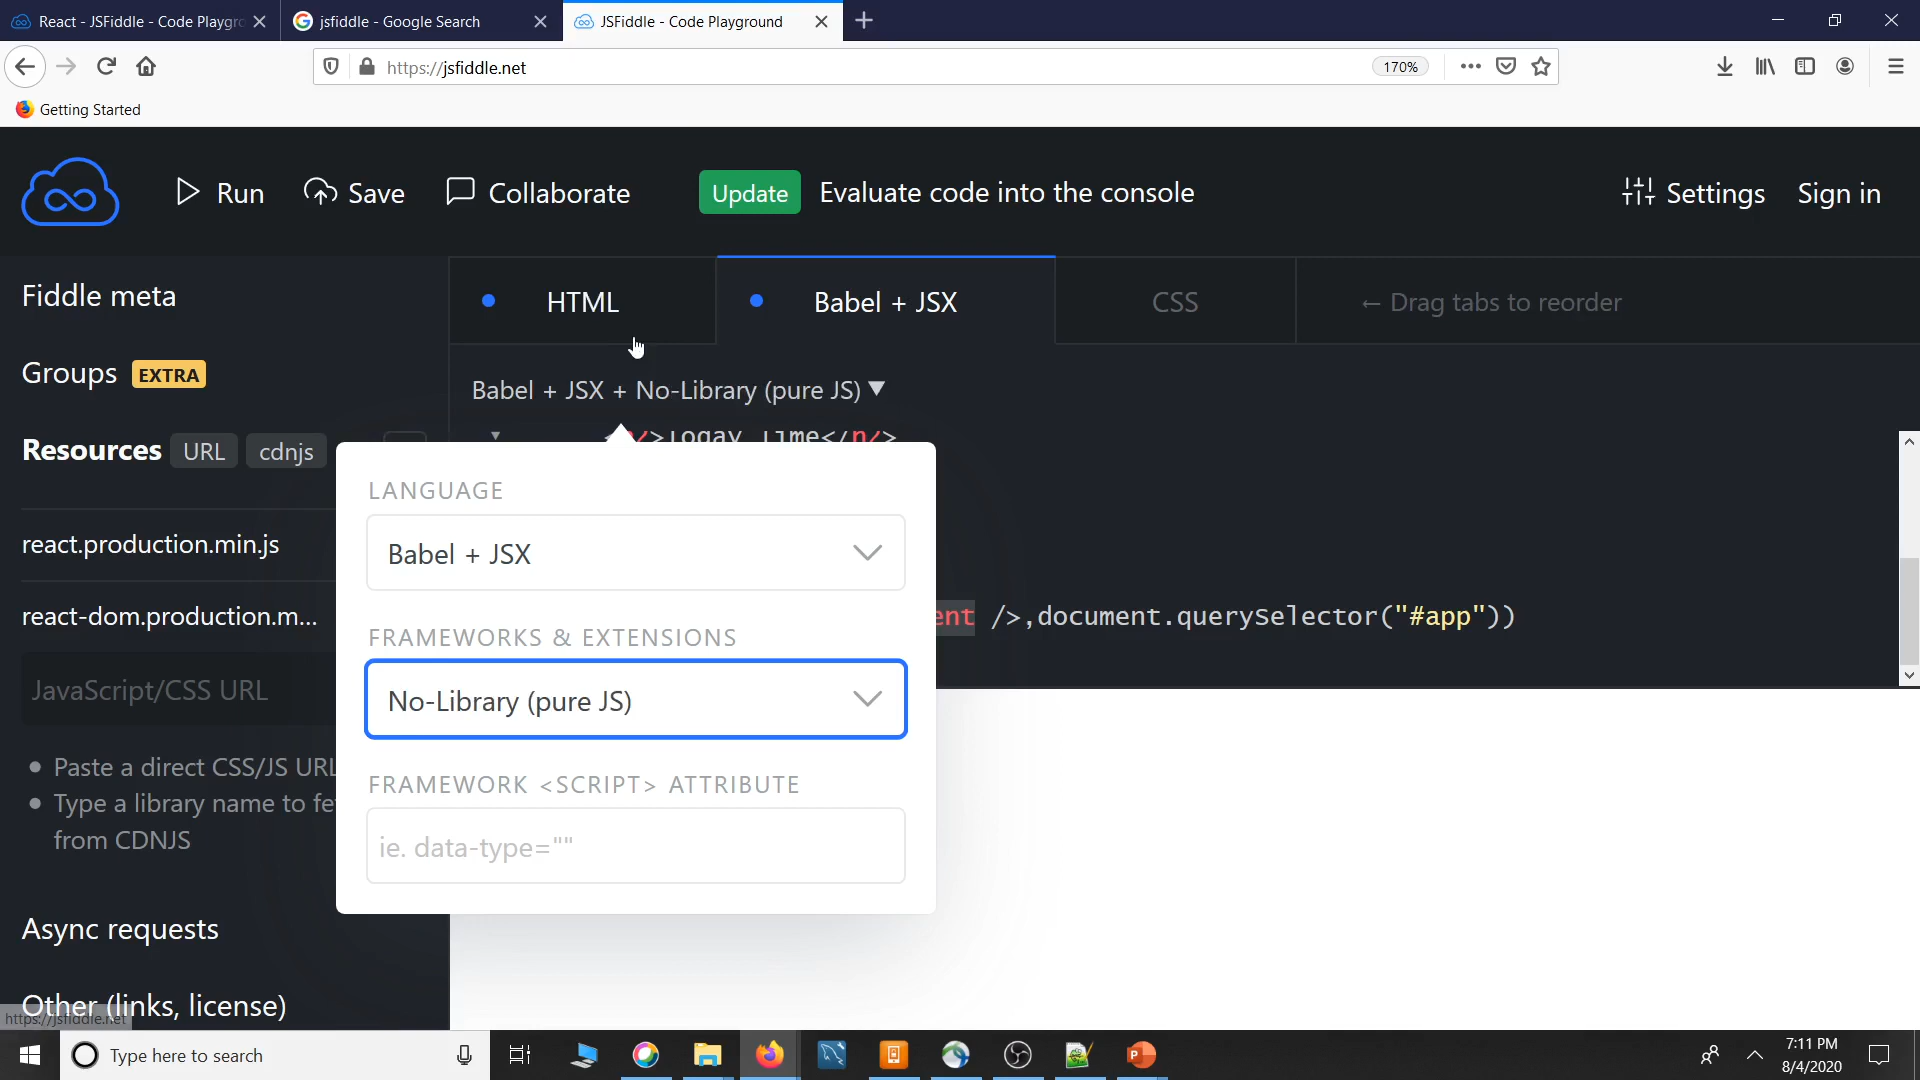 React - JSFiddle - Code Playgro
jsfiddle - Google Search
JSFiddle - Code Playground
https://jsfiddle.net
170%
Getting Started
Run
Save
Collaborate
Update
Evaluate code into the console
Settings
Sign in
Fiddle meta
HTML
Babel + JSX
CSS
← Drag tabs to reorder
Groups EXTRA
Babel + JSX + No-Library (pure JS) ▼
Resources URL cdnjs
Today Time</h2>
LANGUAGE
Babel + JSX
react.production.min.js
react-dom.production.m...
ent />,document.querySelector("#app"))
FRAMEWORKS & EXTENSIONS
No-Library (pure JS)
JavaScript/CSS URL
Paste a direct CSS/JS URL
Type a library name to fe
from CDNJS
FRAMEWORK <SCRIPT> ATTRIBUTE
ie. data-type=""
Async requests
Other (links, license)
https://jsfiddle.net
Type here to search
7:11 PM
8/4/2020